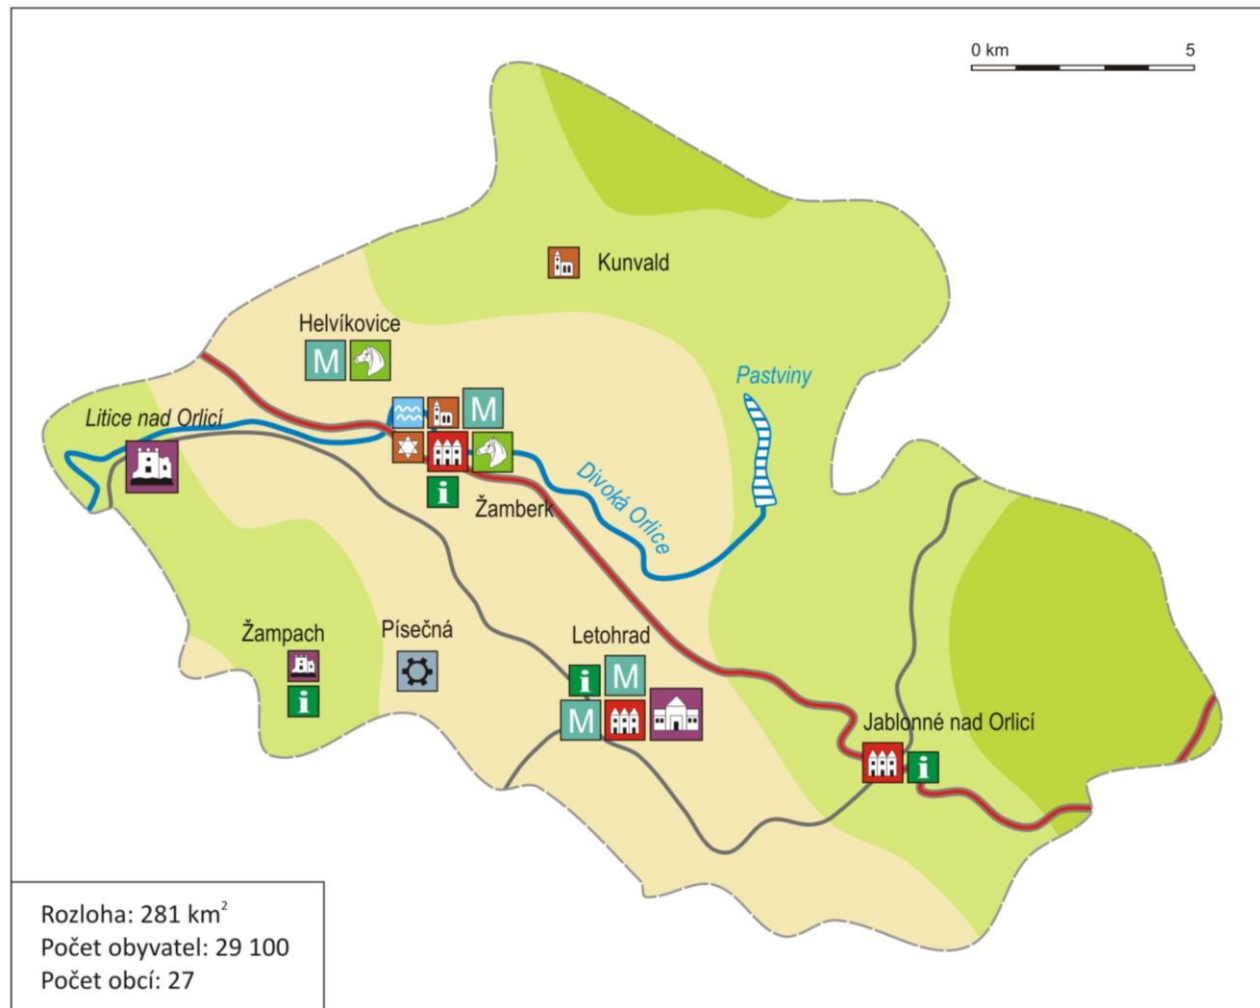 0 km 5
Kunvald
Helvíkovice
M
Pastviny
M
Litice nad Orlicí
i
Žamberk
Divoká Orlice
Žampach
Písečná
Letohrad
i
M
i
M
Jablonné nad Orlicí
i
Rozloha: 281 km²
Počet obyvatel: 29 100
Počet obcí: 27